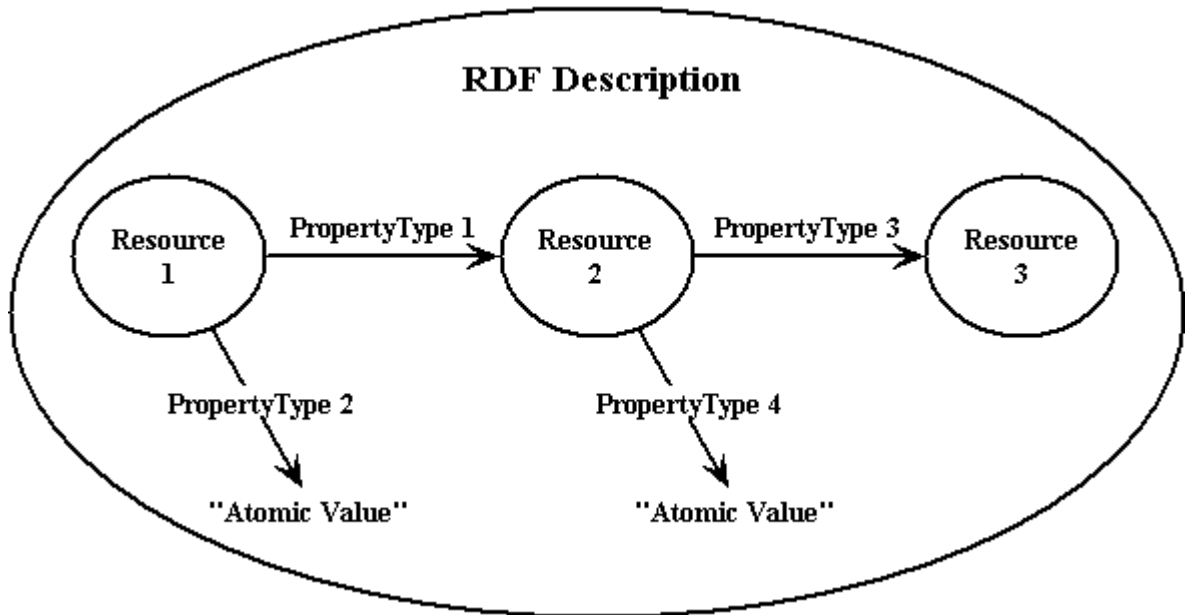 RDF Description
PropertyType 1
PropertyType 3
Resource
1
Resource
2
Resource
3
PropertyType 2
PropertyType 4
"Atomic Value"
"Atomic Value"